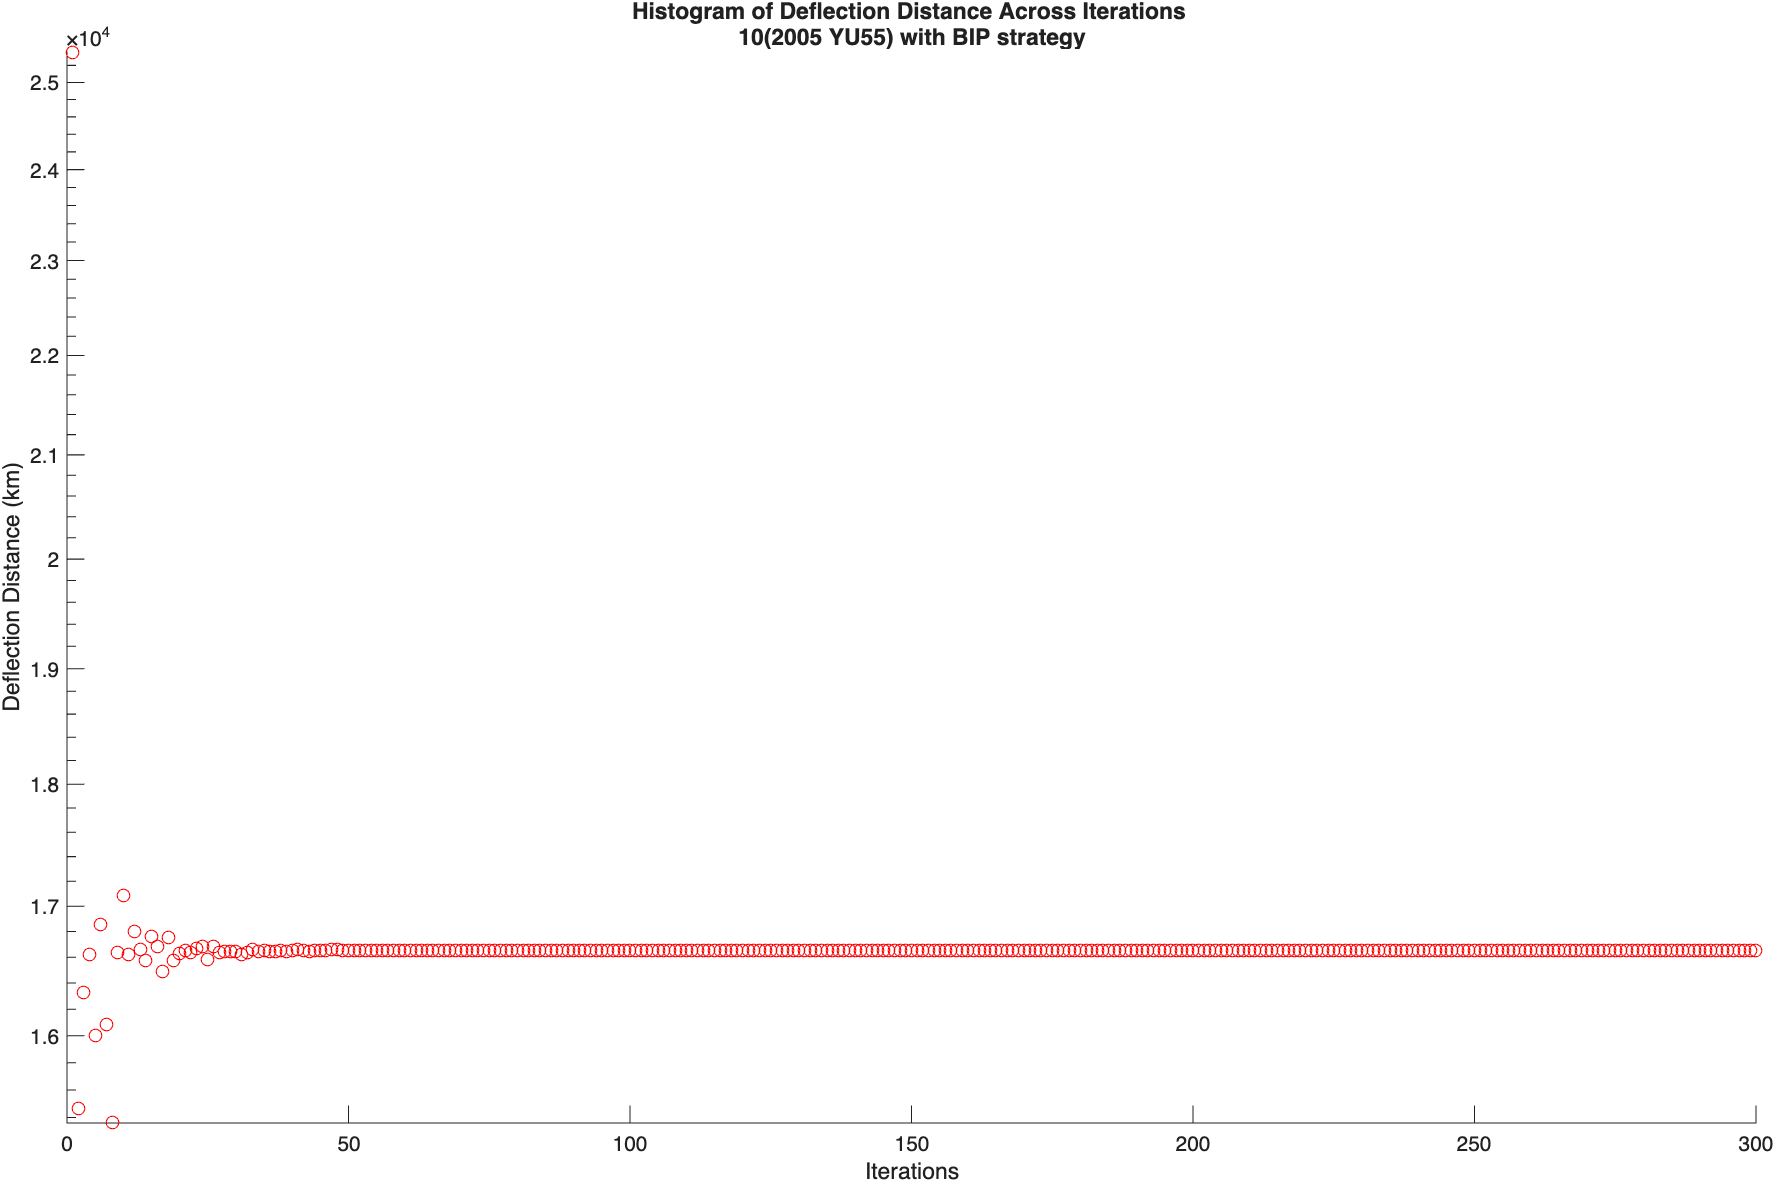 Histogram of Deflection Distance Across Iterations
10(2005 YU55) with BIP strategy
×10⁴
2.5
2.4
2.3
2.2
2.1
2
1.9
1.8
1.7
1.6
Deflection Distance (km)
0 50 100 150 200 250 300
Iterations